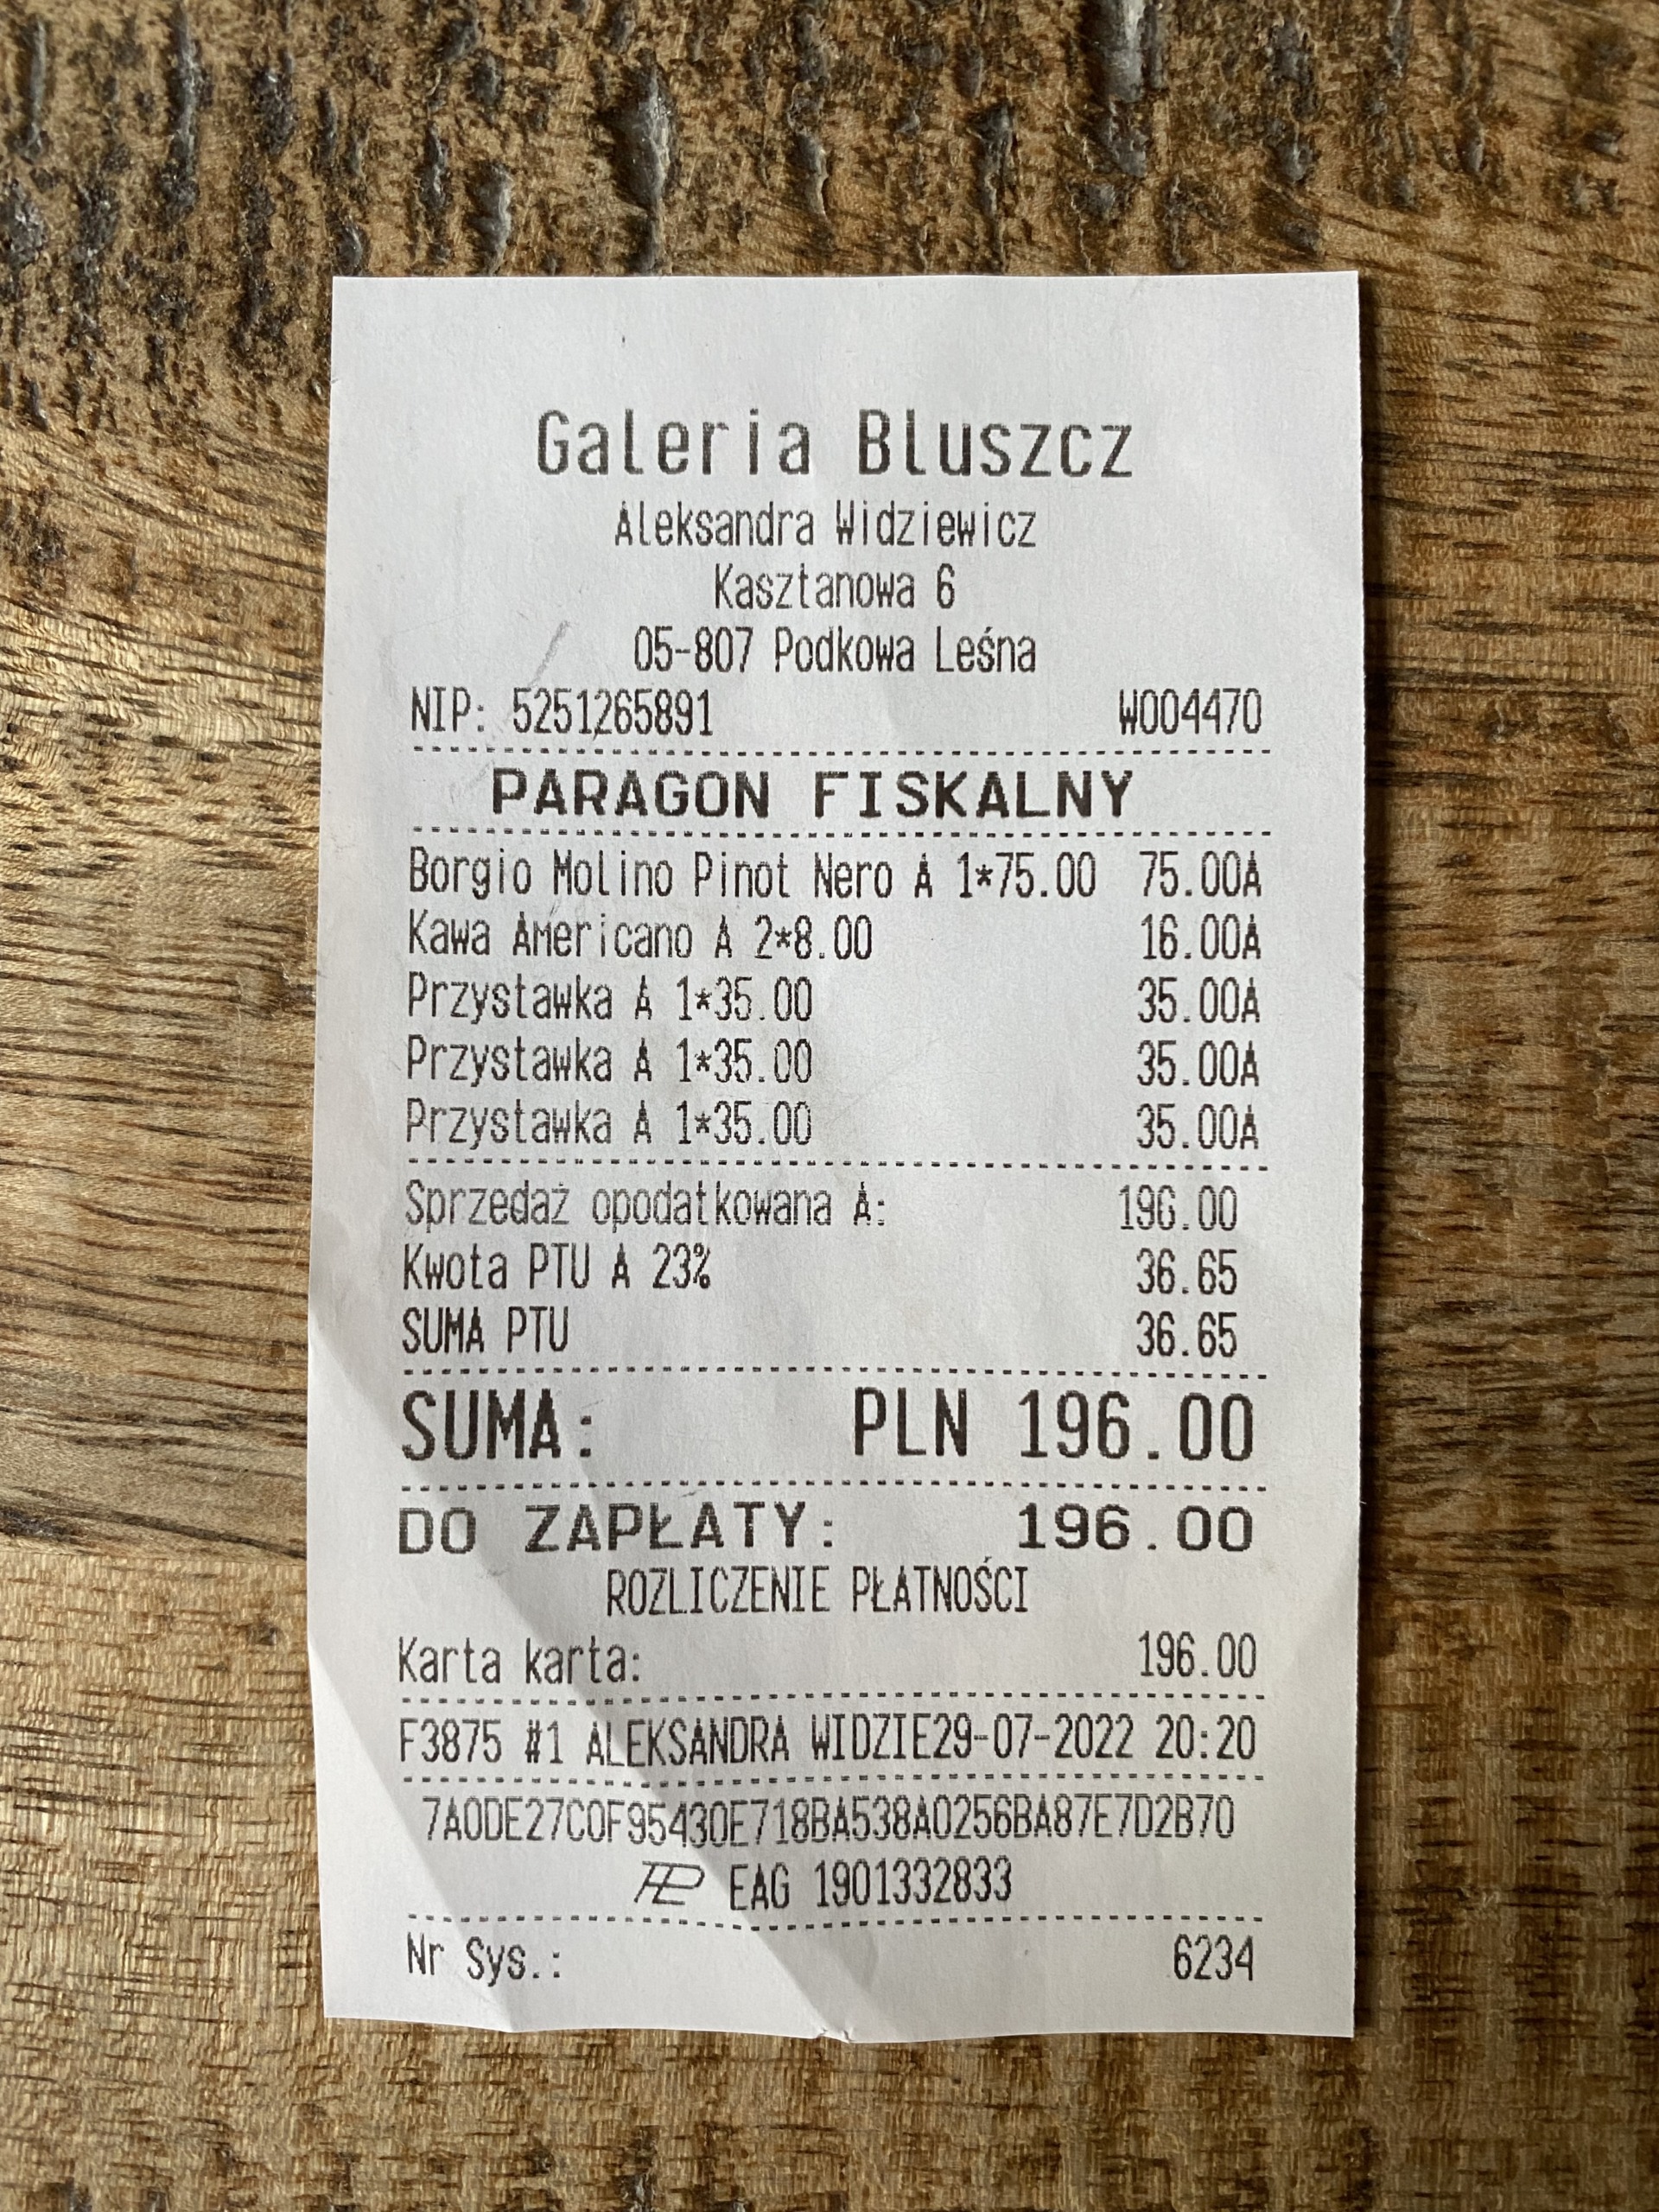 Galeria Bluszcz
Aleksandra Widziewicz
Kasztanowa 6
05-807 Podkowa Leśna
NIP: 5251265891 W004470
PARAGON FISKALNY
Borgio Molino Pinot Nero A 1*75.00 75.00A
Kawa Americano A 2*8.00 16.00A
Przystawka A 1*35.00 35.00A
Przystawka A 1*35.00 35.00A
Przystawka A 1*35.00 35.00A
Sprzedaż opodatkowana A: 196.00
Kwota PTU A 23% 36.65
SUMA PTU 36.65
SUMA: PLN 196.00
DO ZAPŁATY: 196.00
ROZLICZENIE PŁATNOŚCI
Karta karta: 196.00
F3875 #1 ALEKSANDRA WIDZIE29-07-2022 20:20
7A0DE27C0F95430E718BA538A0256BA87E7D2B70
PL EAG 1901332833
Nr Sys.: 6234